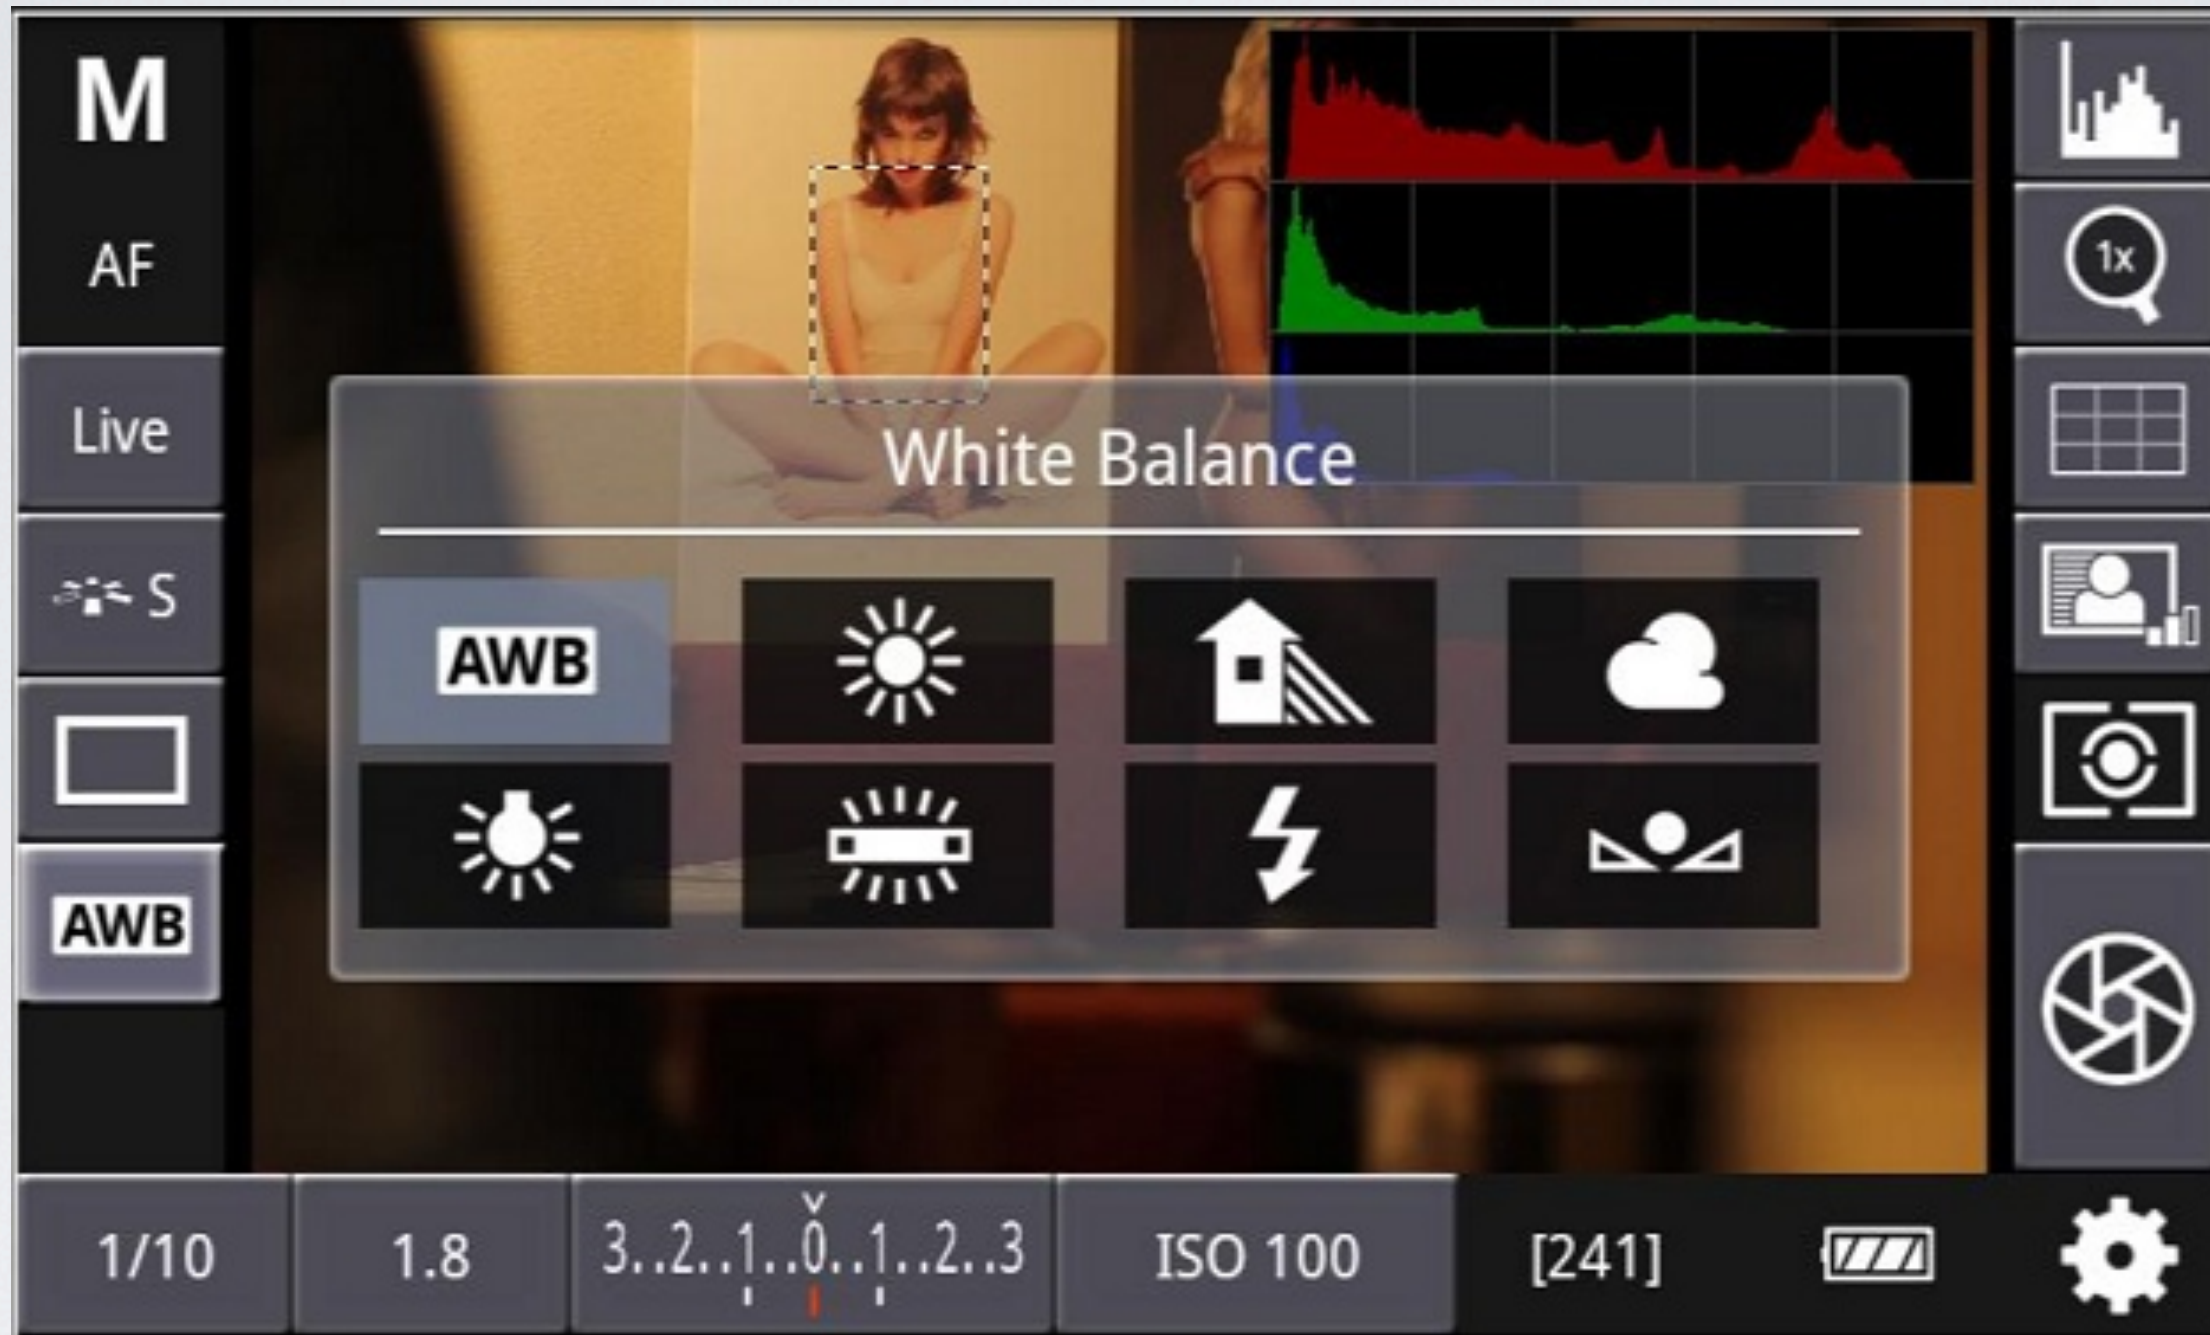 M
AF
1x
Live
White Balance
S
AWB
AWB
1/10
1.8
3..2..1..0..1..2..3
ISO 100
[241]